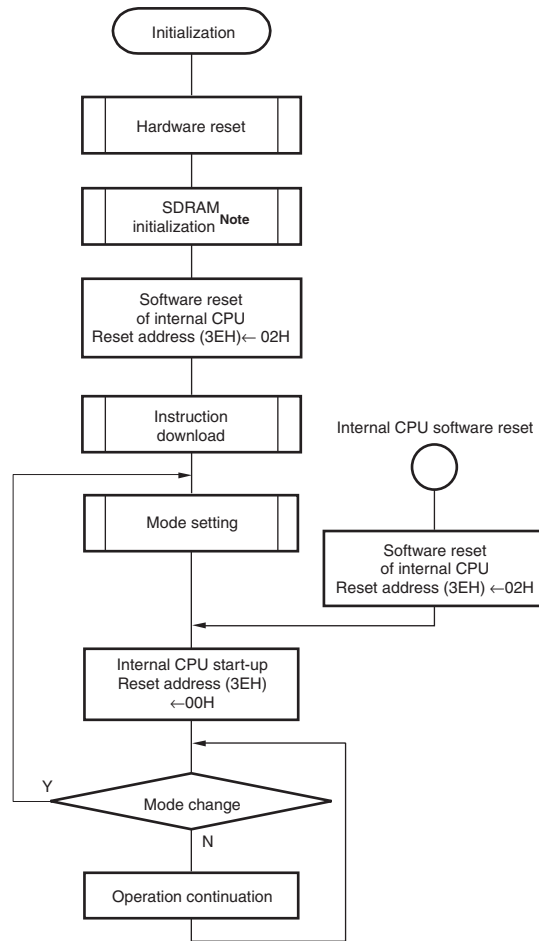 Initialization
Hardware reset
SDRAM
initialization Note
Software reset
of internal CPU
Reset address (3EH)← 02H
Instruction
download
Internal CPU software reset
Mode setting
Software reset
of internal CPU
Reset address (3EH) ←02H
Internal CPU start-up
Reset address (3EH)
←00H
Y
Mode change
N
Operation continuation